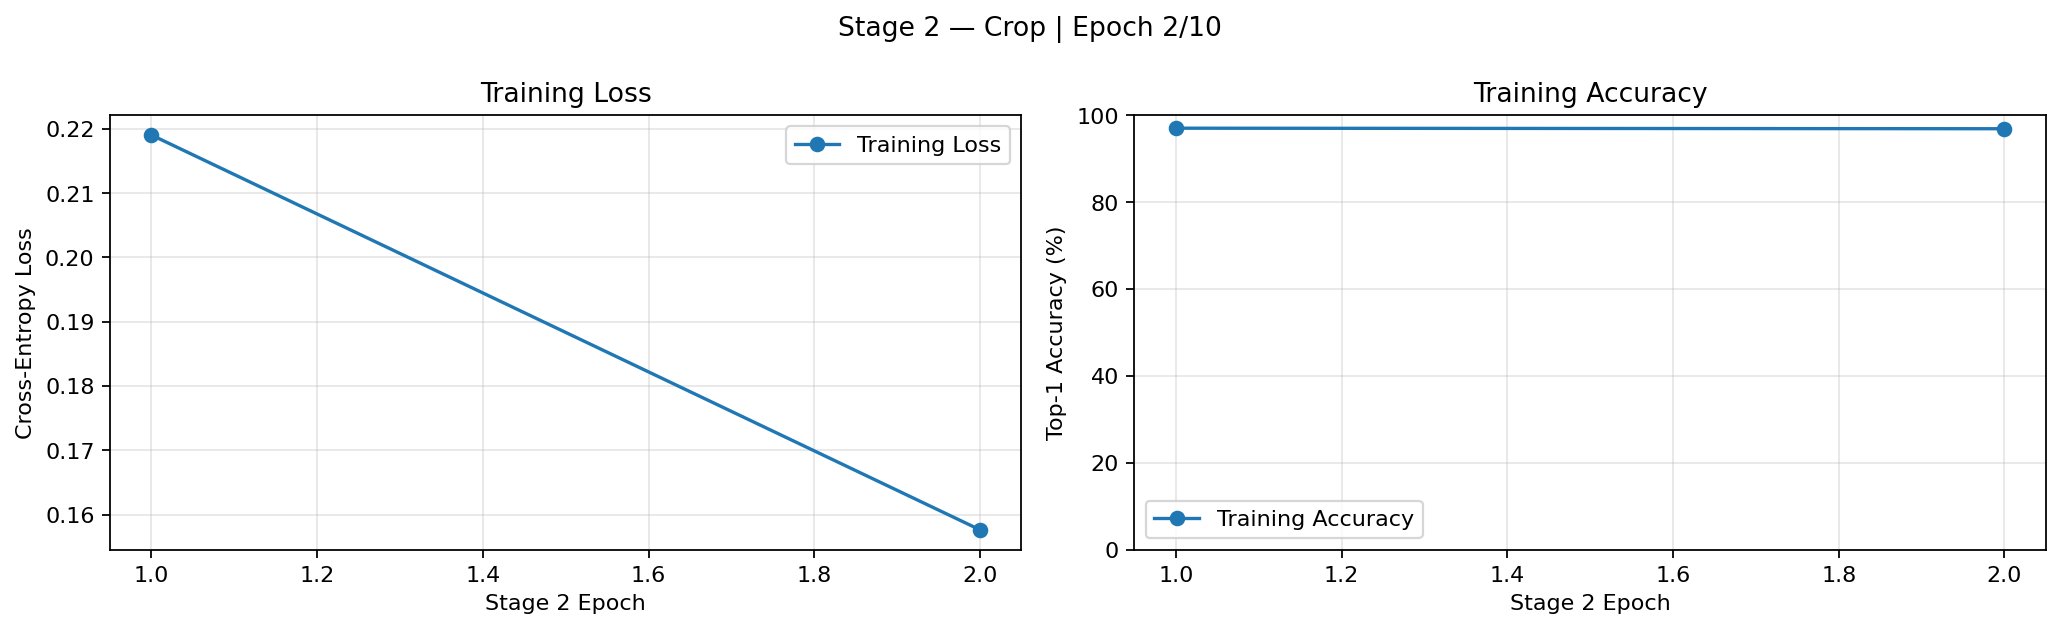 Stage 2 — Crop | Epoch 2/10
Training Loss
Cross-Entropy Loss
0.22
0.21
0.20
0.19
0.18
0.17
0.16
Training Loss
1.0 1.2 1.4 1.6 1.8 2.0
Stage 2 Epoch
Training Accuracy
Top-1 Accuracy (%)
100
80
60
40
20
0
Training Accuracy
1.0 1.2 1.4 1.6 1.8 2.0
Stage 2 Epoch